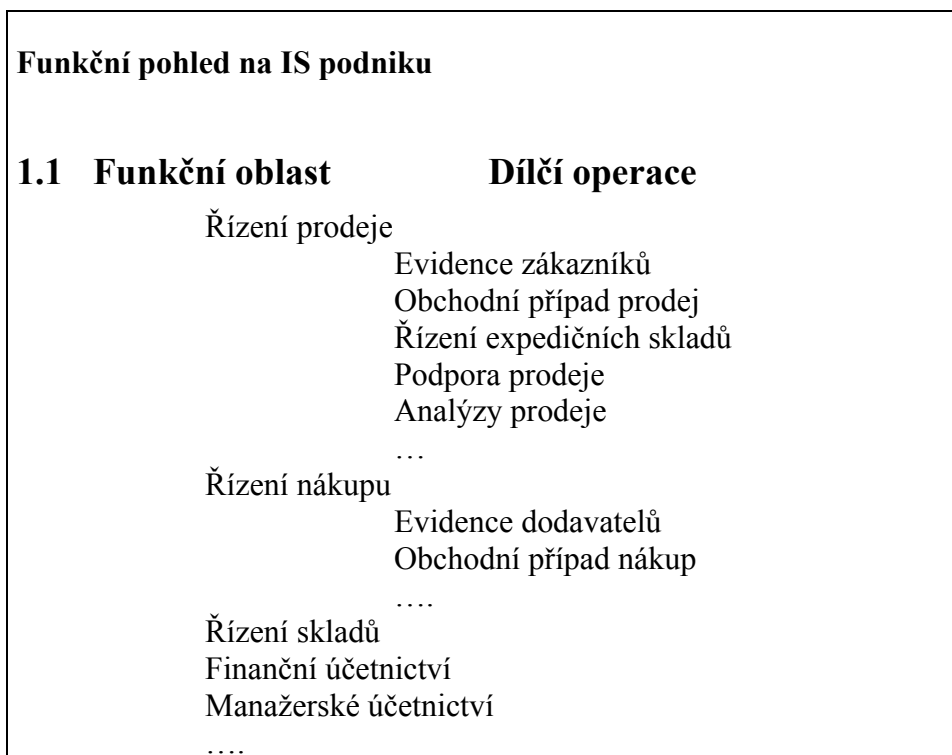 Funkční pohled na IS podniku
1.1 Funkční oblast Dílčí operace
Řízení prodeje
Evidence zákazníků
Obchodní případ prodej
Řízení expedičních skladů
Podpora prodeje
Analýzy prodeje
…
Řízení nákupu
Evidence dodavatelů
Obchodní případ nákup
….
Řízení skladů
Finanční účetnictví
Manažerské účetnictví
….